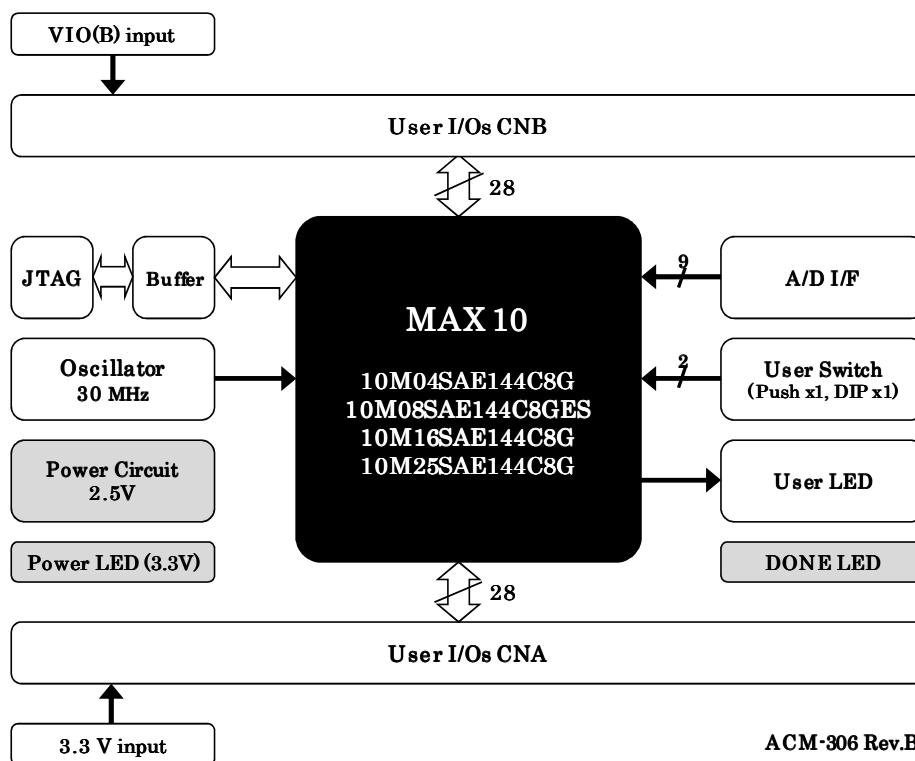 VIO(B) input
User I/Os CNB
28
JTAG
Buffer
9
A/D I/F
MAX 10
Oscillator
30 MHz
10M04SAE144C8G
10M08SAE144C8GES
10M16SAE144C8G
10M25SAE144C8G
2
User Switch
(Push x1, DIP x1)
Power Circuit
2.5V
User LED
Power LED (3.3V)
DONE LED
28
User I/Os CNA
3.3 V input
ACM-306 Rev.B